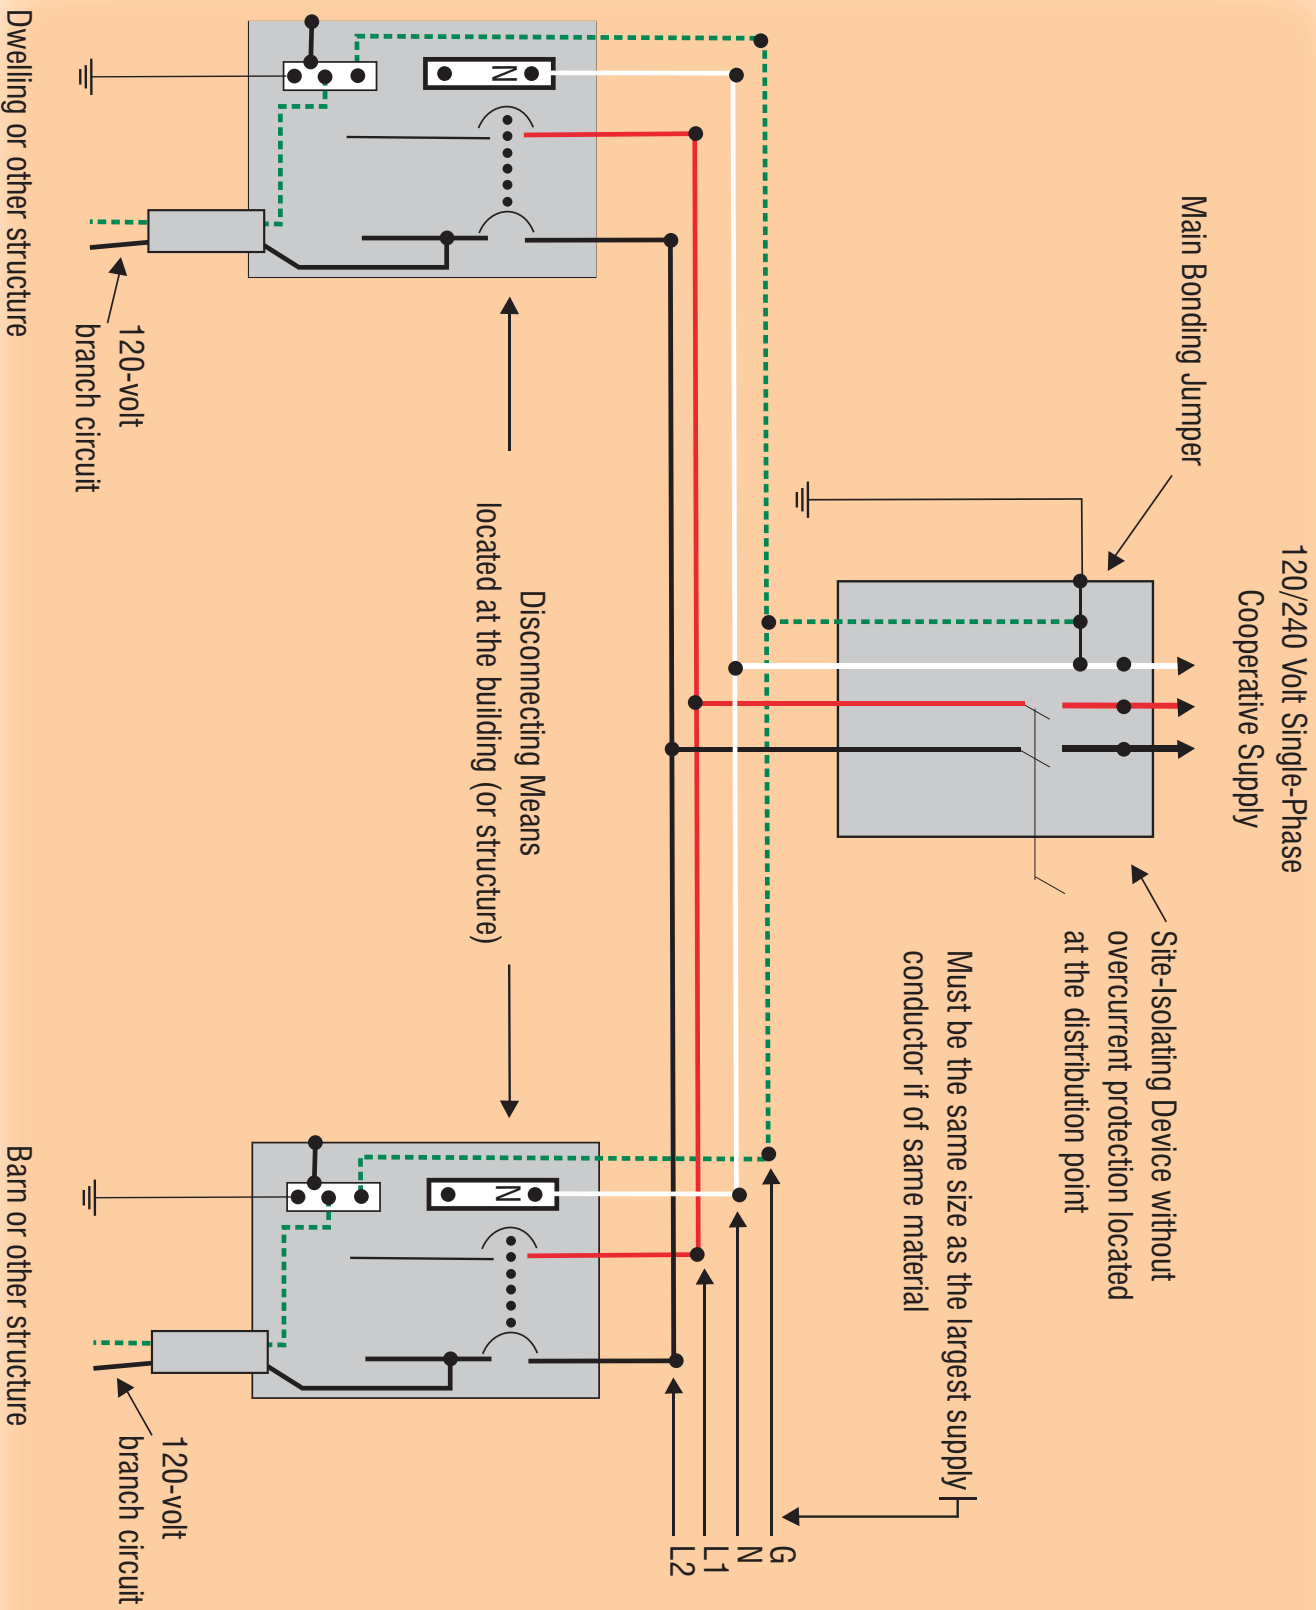 120/240 Volt Single-Phase
Cooperative Supply
Main Bonding Jumper
Site-Isolating Device without
overcurrent protection located
at the distribution point
Must be the same size as the largest supply
conductor if of same material
G
N
L1
L2
Disconnecting Means
located at the building (or structure)
N
N
120-volt
branch circuit
120-volt
branch circuit
Dwelling or other structure
Barn or other structure